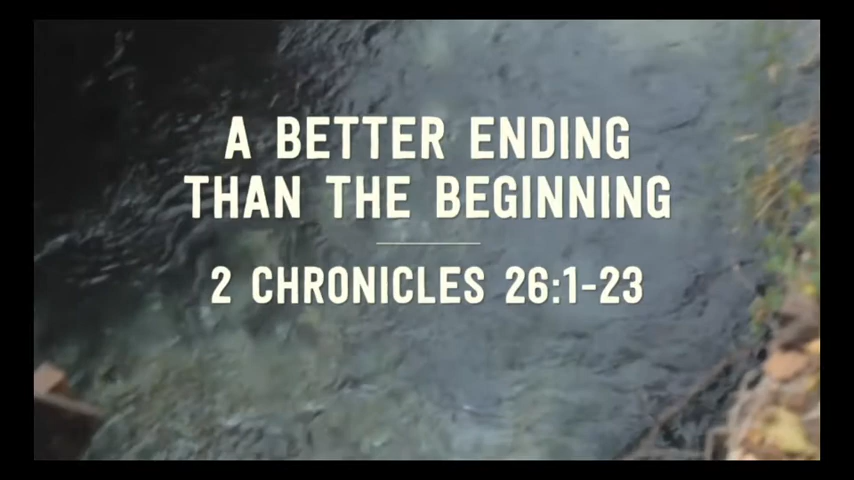 A BETTER ENDING
THAN THE BEGINNING
2 CHRONICLES 26:1-23